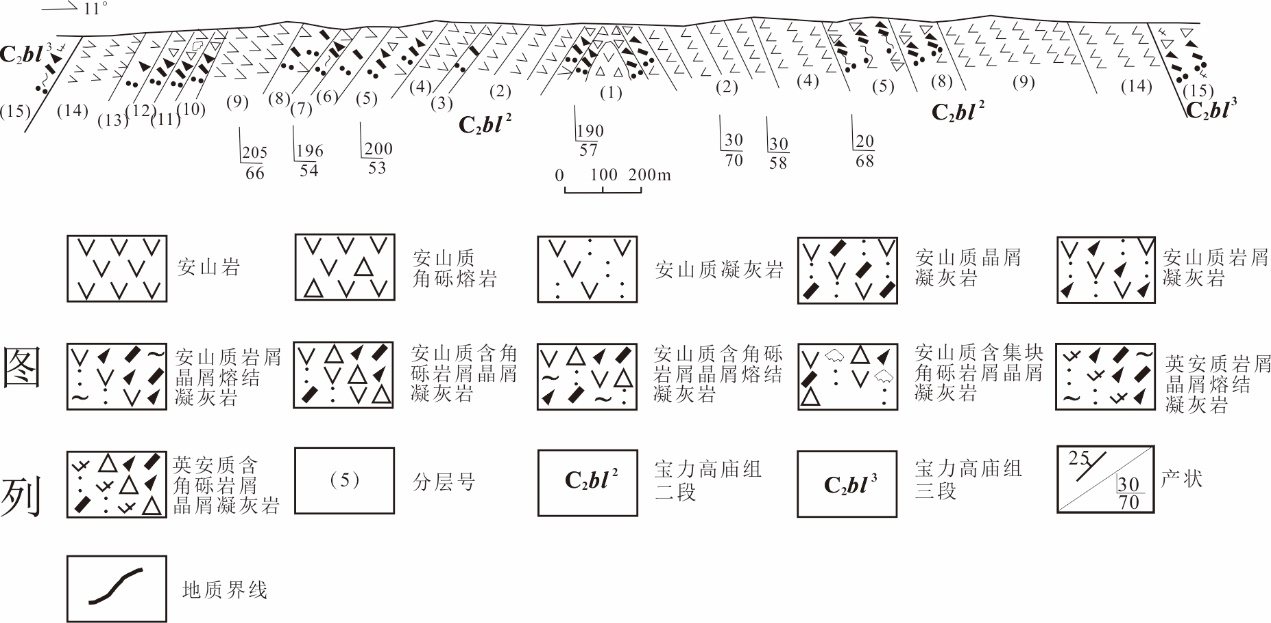 11°
C₂bl³
(15)
(14)
(13)
(12)
(11)
(10)
(9)
(8)
(7)
(6)
(5)
(4)
(3)
(2)
(1)
(2)
(4)
(5)
(8)
(9)
(14)
(15)
C₂bl²
C₂bl²
C₂bl³
205
66
196
54
200
53
190
57
30
70
30
58
20
68
0 100 200m
图
列
安山岩
安山质
角砾熔岩
安山质凝灰岩
安山质晶屑
凝灰岩
安山质岩屑
凝灰岩
安山质岩屑
晶屑熔结
凝灰岩
安山质含角
砾岩屑晶屑
凝灰岩
安山质含角砾
岩屑晶屑熔结
凝灰岩
安山质含集块
角砾岩屑晶屑
凝灰岩
英安质岩屑
晶屑熔结
凝灰岩
英安质含
角砾岩屑
晶屑凝灰岩
(5)
分层号
C₂bl²
宝力高庙组
二段
C₂bl³
宝力高庙组
三段
25
30
70
产状
地质界线